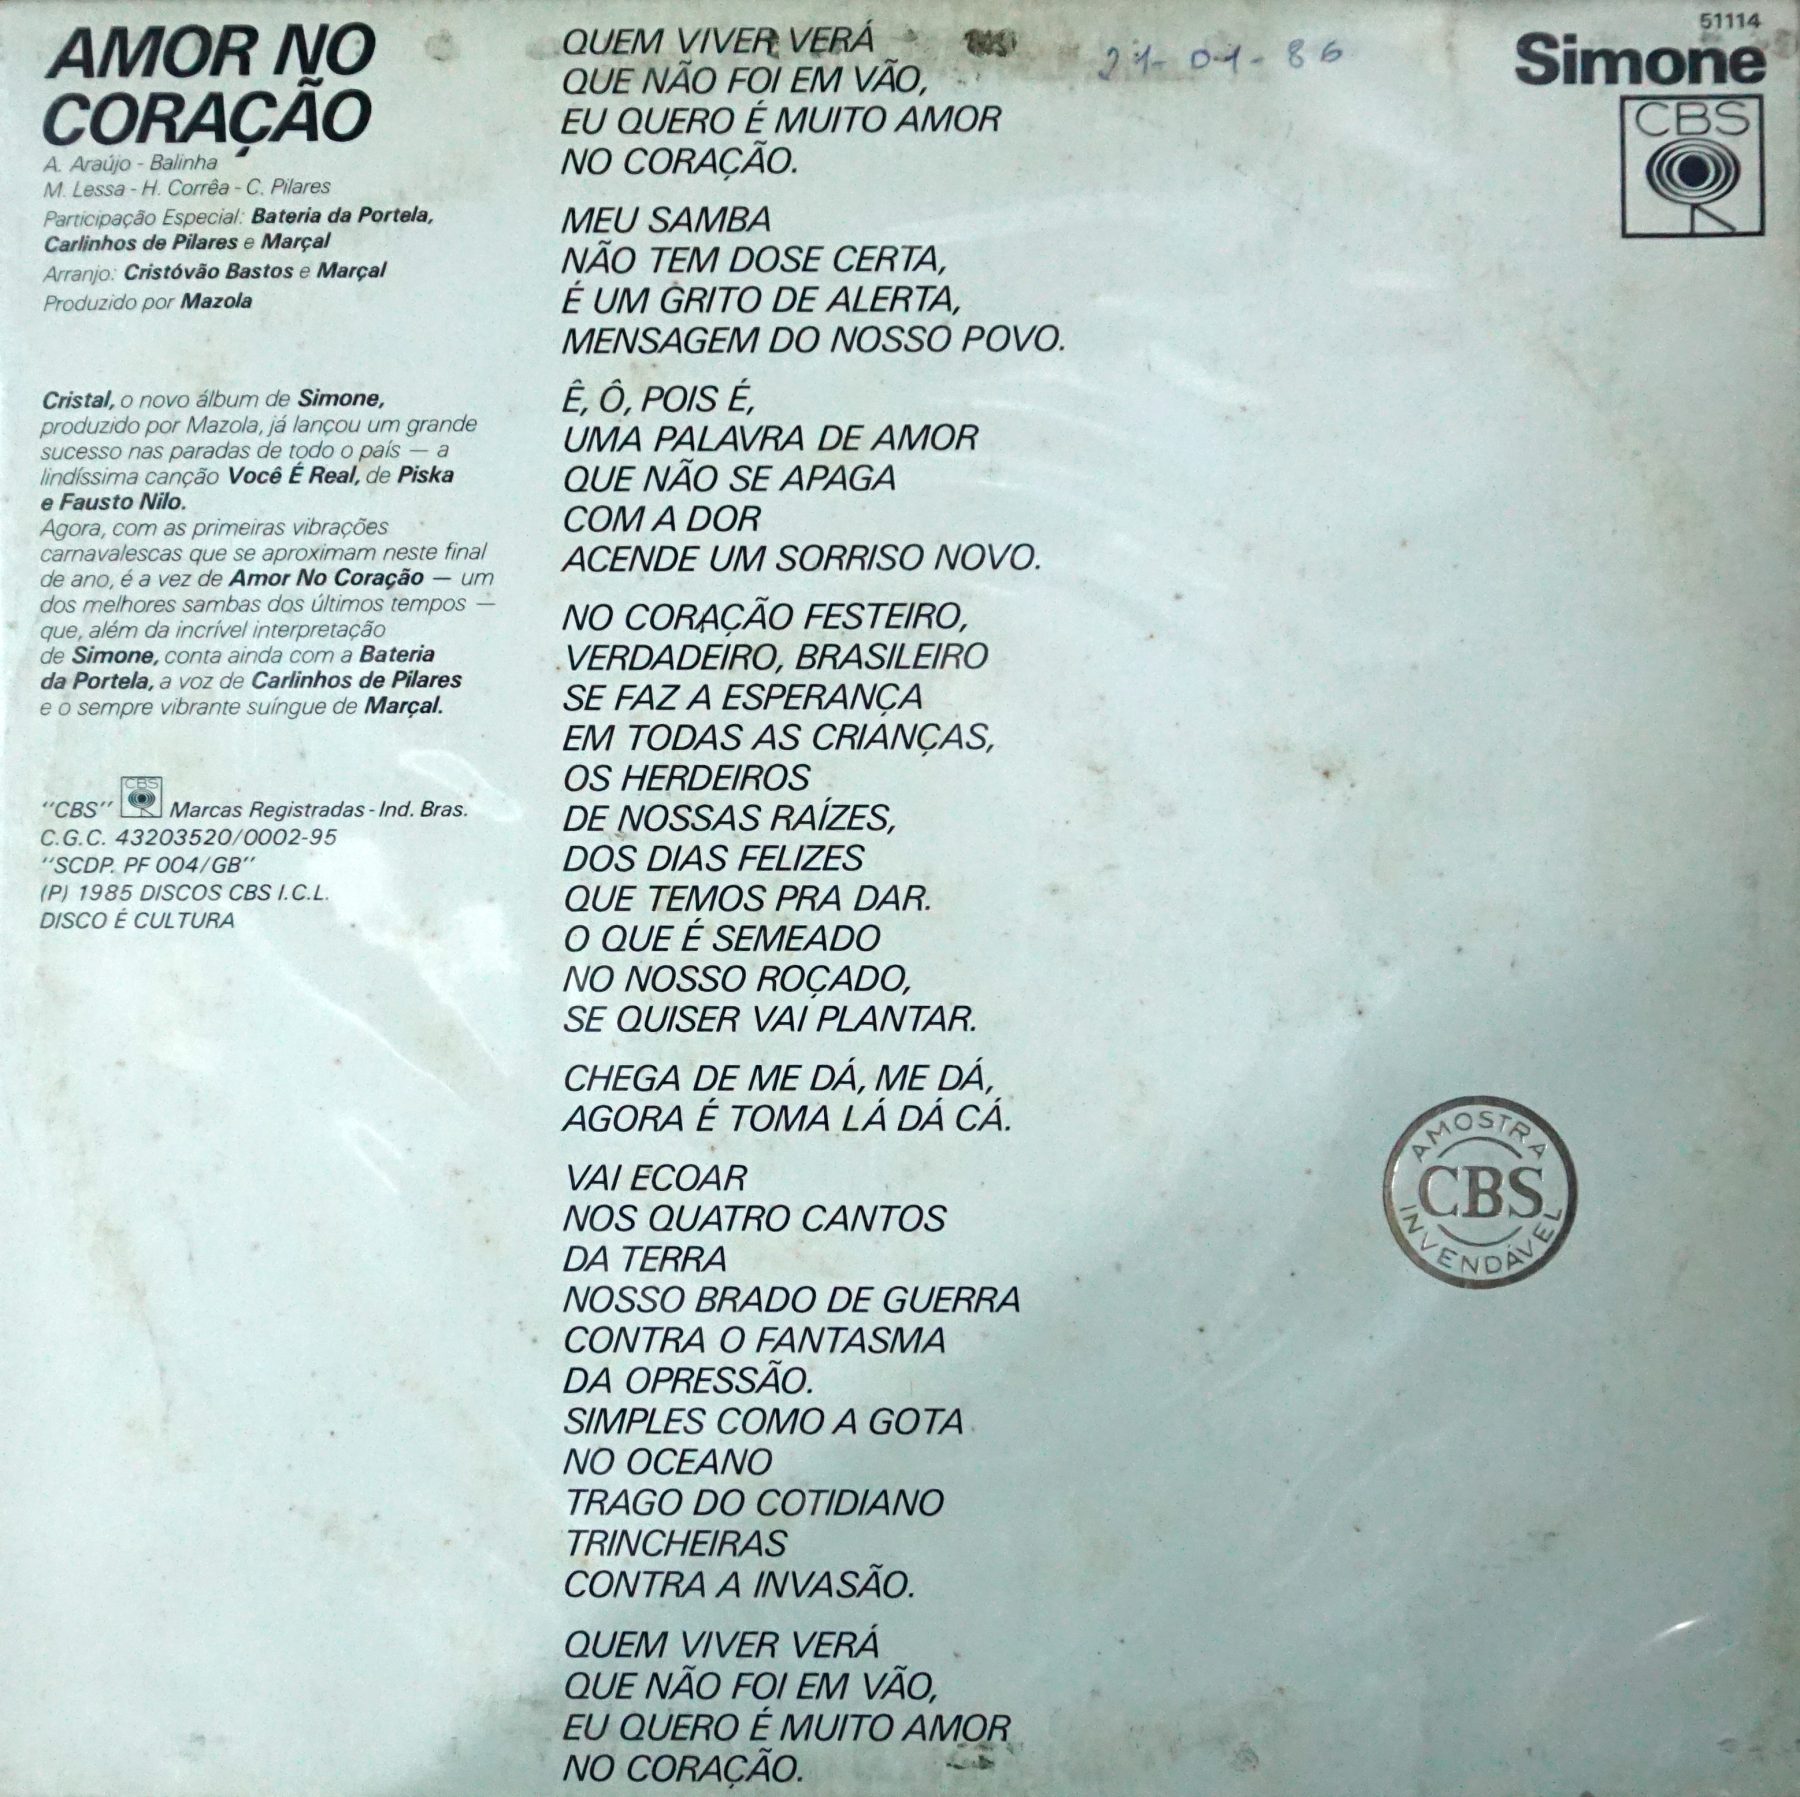 AMOR NO
CORAÇÃO
A. Araújo - Balinha
M. Lessa - H. Corrêa - C. Pilares
Participação Especial: Bateria da Portela,
Carlinhos de Pilares e Marçal
Arranjo: Cristóvão Bastos e Marçal
Produzido por Mazola
Cristal, o novo álbum de Simone,
produzido por Mazola, já lançou um grande
sucesso nas paradas de todo o país — a
lindíssima canção Você É Real, de Piska
e Fausto Nilo.
Agora, com as primeiras vibrações
carnavalescas que se aproximam neste final
de ano, é a vez de Amor No Coração — um
dos melhores sambas dos últimos tempos —
que, além da incrível interpretação
de Simone, conta ainda com a Bateria
da Portela, a voz de Carlinhos de Pilares
e o sempre vibrante suíngue de Marçal.
"CBS" CBS Marcas Registradas - Ind. Bras.
C.G.C. 43203520/0002-95
"SCDP. PF 004/GB"
(P) 1985 DISCOS CBS I.C.L.
DISCO É CULTURA
QUEM VIVER VERÁ
QUE NÃO FOI EM VÃO,
EU QUERO É MUITO AMOR
NO CORAÇÃO.
MEU SAMBA
NÃO TEM DOSE CERTA,
É UM GRITO DE ALERTA,
MENSAGEM DO NOSSO POVO.
Ê, Ô, POIS É,
UMA PALAVRA DE AMOR
QUE NÃO SE APAGA
COM A DOR
ACENDE UM SORRISO NOVO.
NO CORAÇÃO FESTEIRO,
VERDADEIRO, BRASILEIRO
SE FAZ A ESPERANÇA
EM TODAS AS CRIANÇAS,
OS HERDEIROS
DE NOSSAS RAÍZES,
DOS DIAS FELIZES
QUE TEMOS PRA DAR.
O QUE É SEMEADO
NO NOSSO ROÇADO,
SE QUISER VAI PLANTAR.
CHEGA DE ME DÁ, ME DÁ,
AGORA É TOMA LÁ DÁ CÁ.
VAI ECOAR
NOS QUATRO CANTOS
DA TERRA
NOSSO BRADO DE GUERRA
CONTRA O FANTASMA
DA OPRESSÃO.
SIMPLES COMO A GOTA
NO OCEANO
TRAGO DO COTIDIANO
TRINCHEIRAS
CONTRA A INVASÃO.
QUEM VIVER VERÁ
QUE NÃO FOI EM VÃO,
EU QUERO É MUITO AMOR
NO CORAÇÃO.
21-01-86
51114
Simone
CBS
AMOSTRA
CBS
INVENDÁVEL